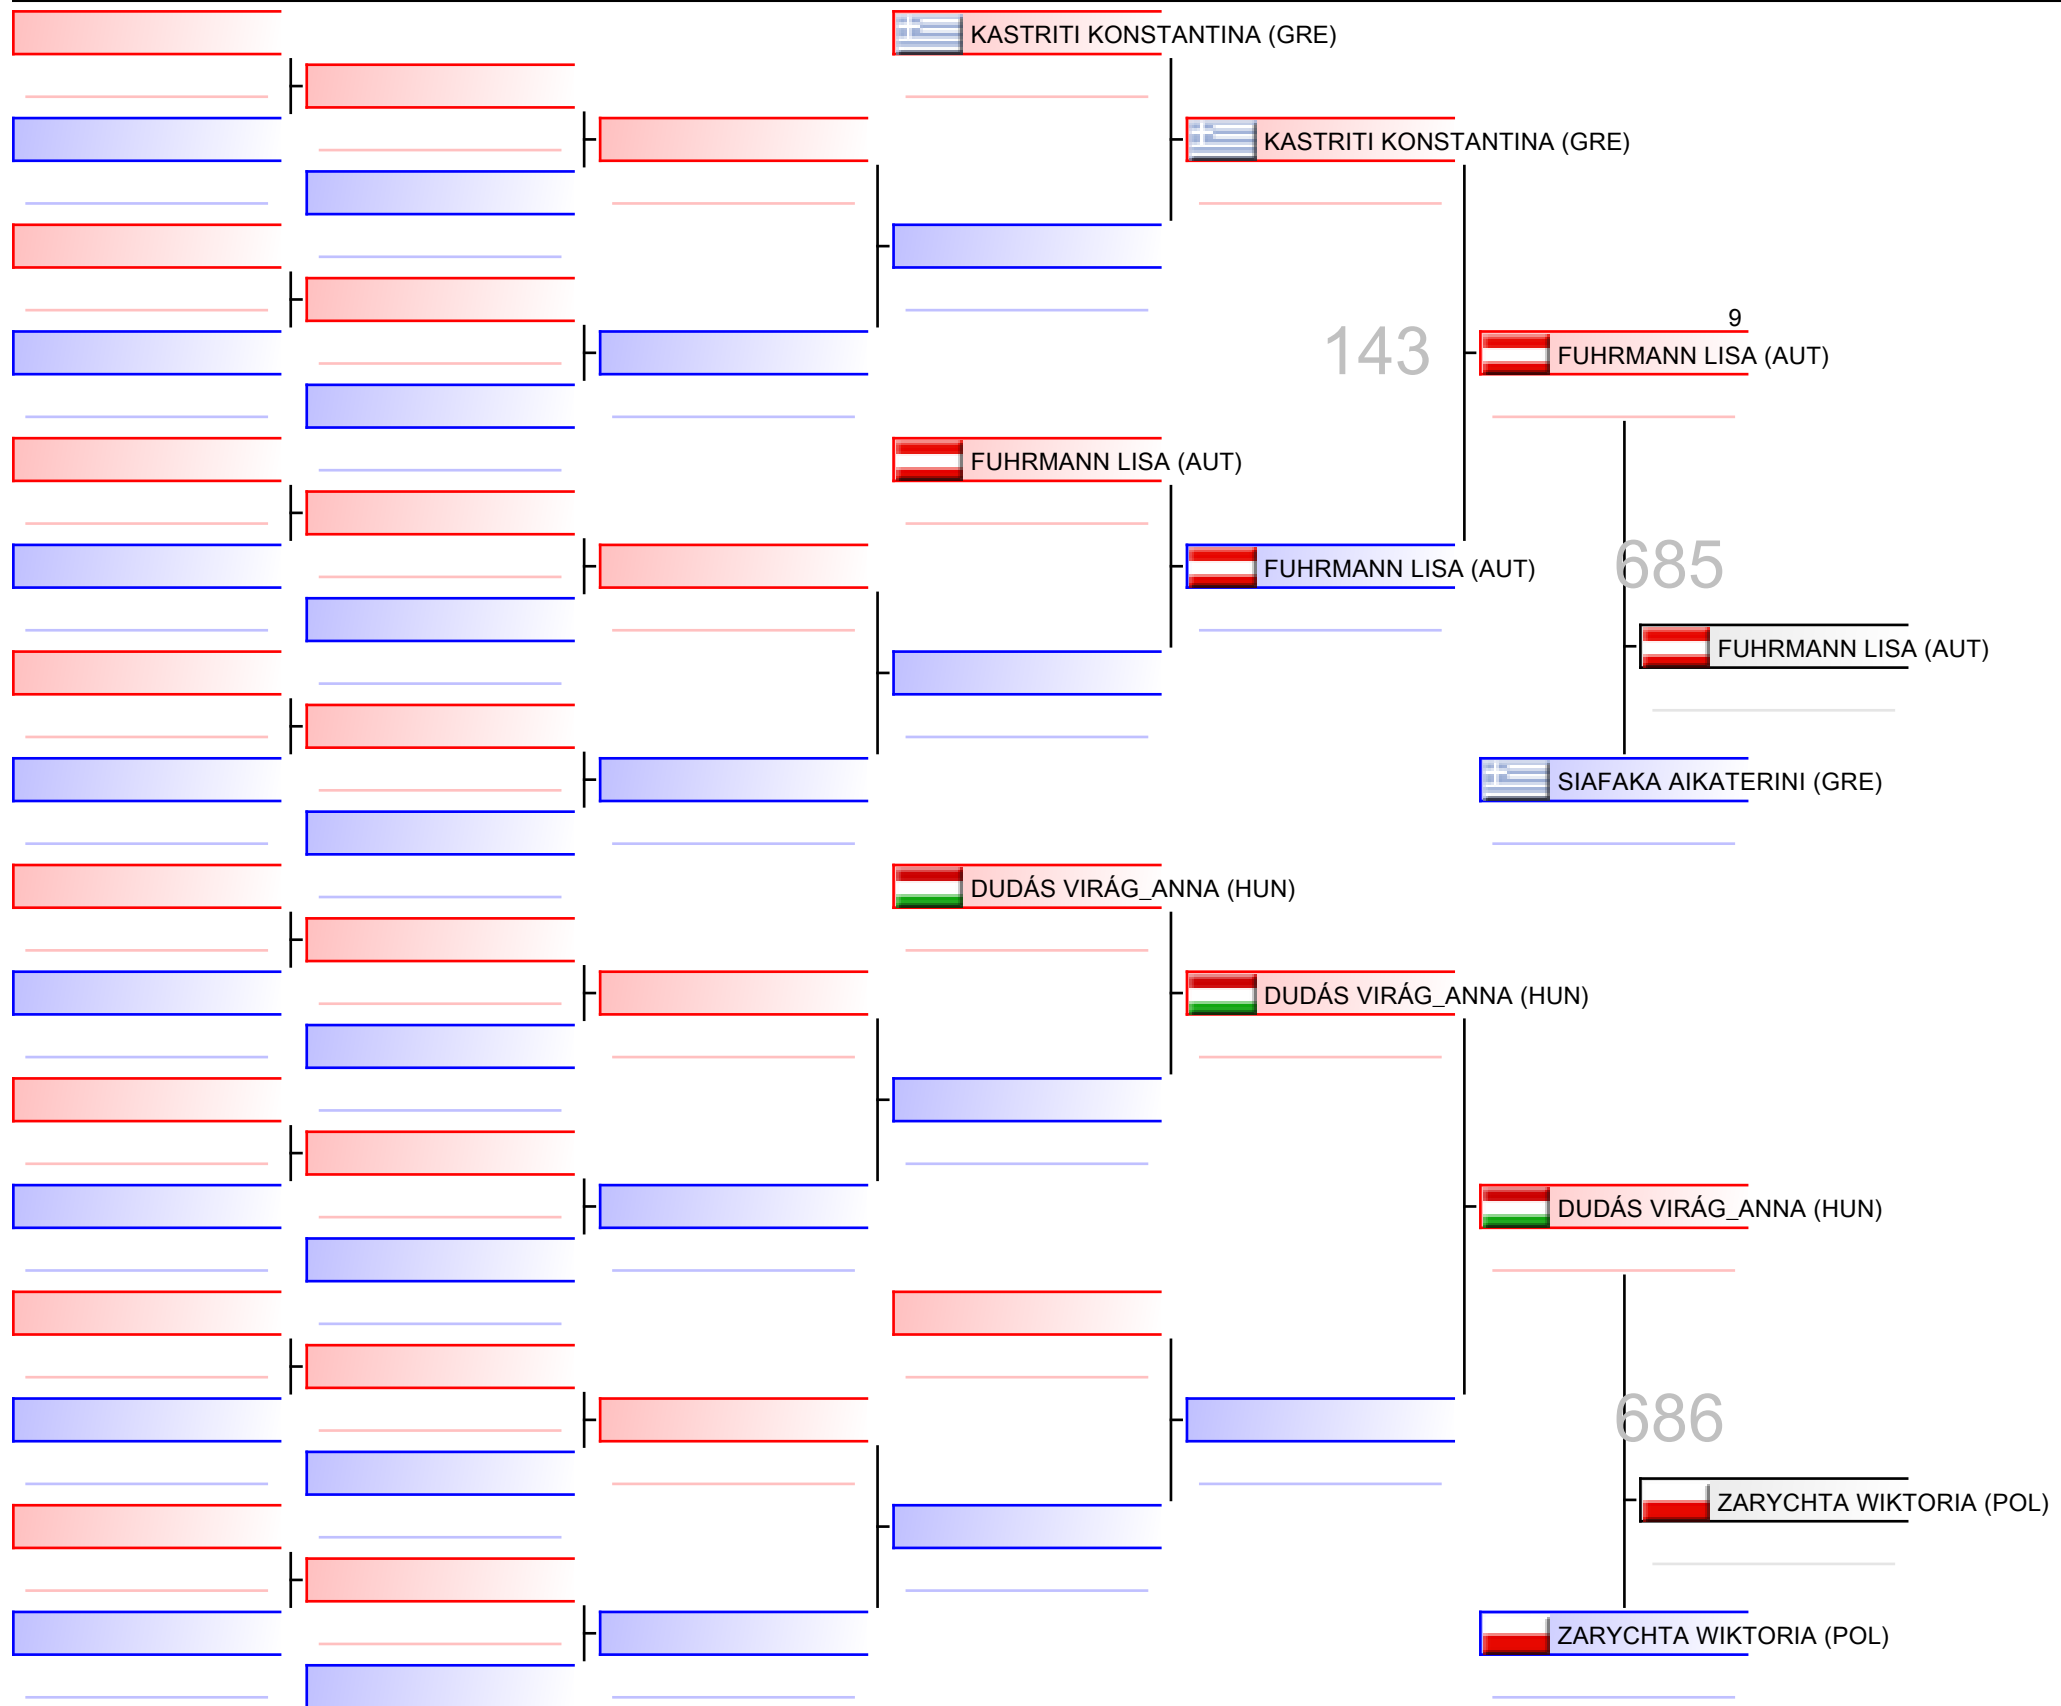 KASTRITI KONSTANTINA (GRE)
KASTRITI KONSTANTINA (GRE)
9
143
FUHRMANN LISA (AUT)
FUHRMANN LISA (AUT)
685
FUHRMANN LISA (AUT)
FUHRMANN LISA (AUT)
SIAFAKA AIKATERINI (GRE)
DUDÁS VIRÁG_ANNA (HUN)
DUDÁS VIRÁG_ANNA (HUN)
DUDÁS VIRÁG_ANNA (HUN)
686
ZARYCHTA WIKTORIA (POL)
ZARYCHTA WIKTORIA (POL)